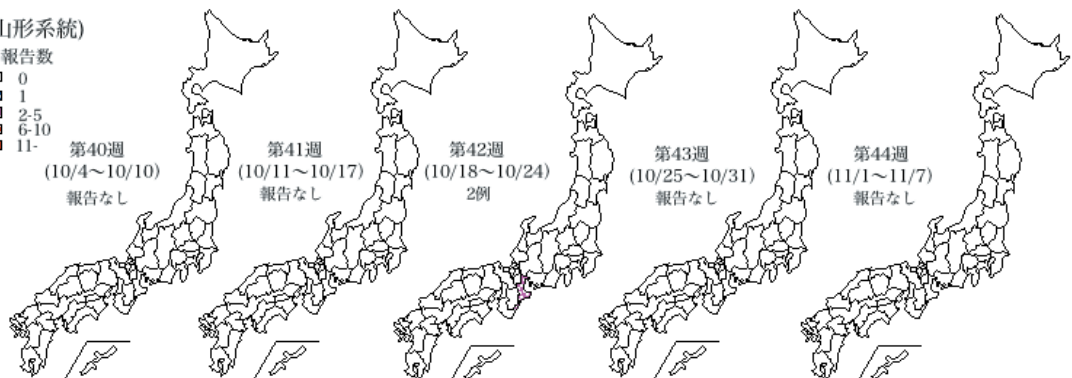 山形系統)
報告数
0
1
2-5
6-10
11-
第40週
(10/4～10/10)
報告なし
第41週
(10/11～10/17)
報告なし
第42週
(10/18～10/24)
2例
第43週
(10/25～10/31)
報告なし
第44週
(11/1～11/7)
報告なし